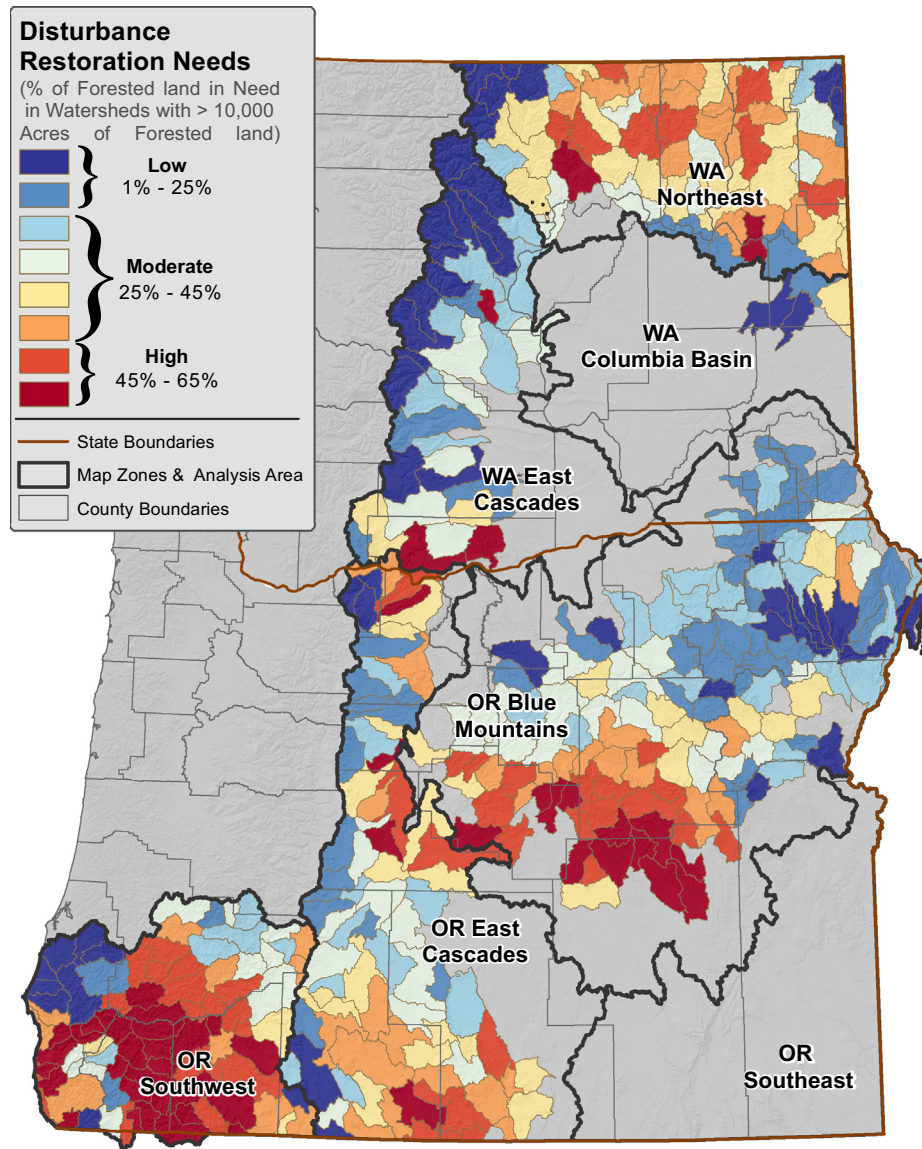 Disturbance
Restoration Needs
(% of Forested land in Need
in Watersheds with > 10,000
Acres of Forested land)
Low
1% - 25%
Moderate
25% - 45%
High
45% - 65%
State Boundaries
Map Zones & Analysis Area
County Boundaries
WA
Northeast
WA
Columbia Basin
WA East
Cascades
OR Blue
Mountains
OR East
Cascades
OR
Southwest
OR
Southeast